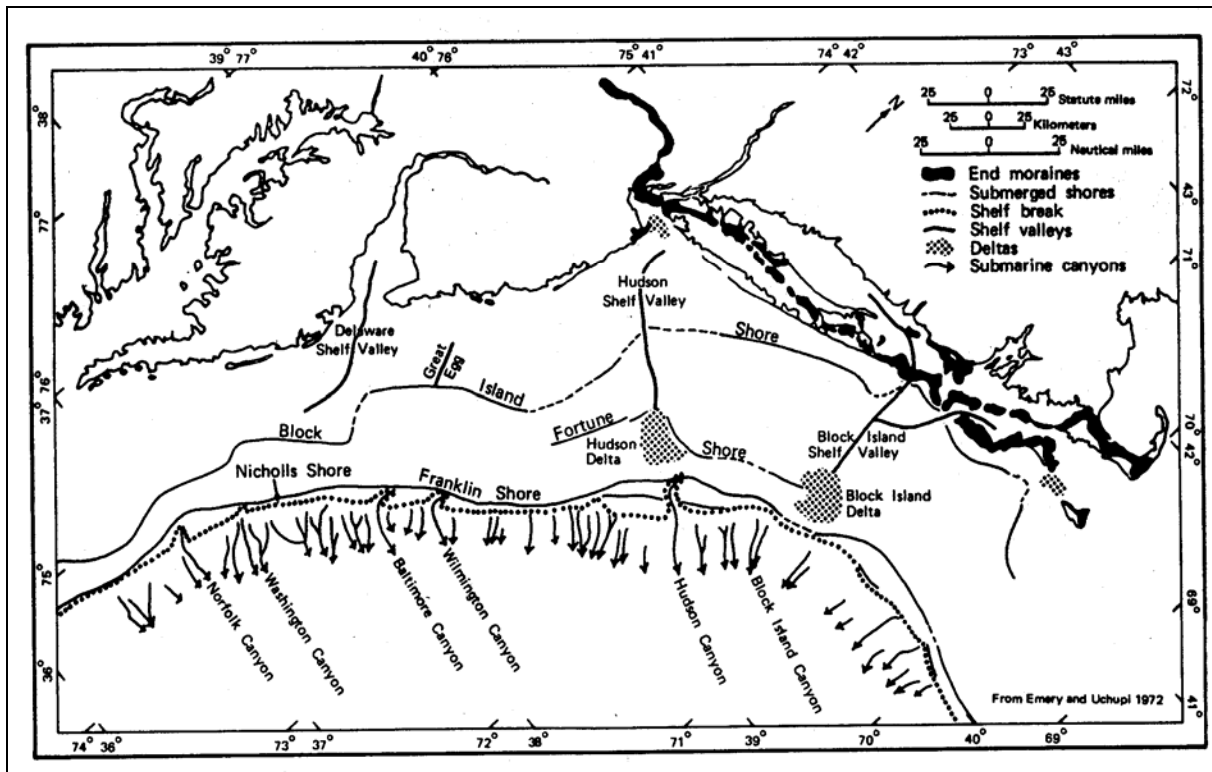 39° 77°
40° 76°
75° 41°
74° 42°
73° 43°
72°
38°
25 0 25 Statute miles
25 0 25 Kilometers
25 0 25 Nautical miles
N
End moraines
Submerged shores
Shelf break
Shelf valleys
Deltas
Submarine canyons
43°
77°
71°
Hudson
Shelf Valley
Delaware
Shelf Valley
Shore
Great
Egg
Island
37° 76°
Block
Fortune
Hudson
Delta
Shore
Block Island
Shelf Valley
70° 42°
Nicholls Shore
Franklin Shore
Block Island
Delta
75°
69°
Norfolk Canyon
Washington Canyon
Baltimore Canyon
Wilmington Canyon
Hudson Canyon
Block Island Canyon
36°
41°
From Emery and Uchupi 1972
74° 36°
73° 37°
72° 38°
71° 39°
70°
40° 69°